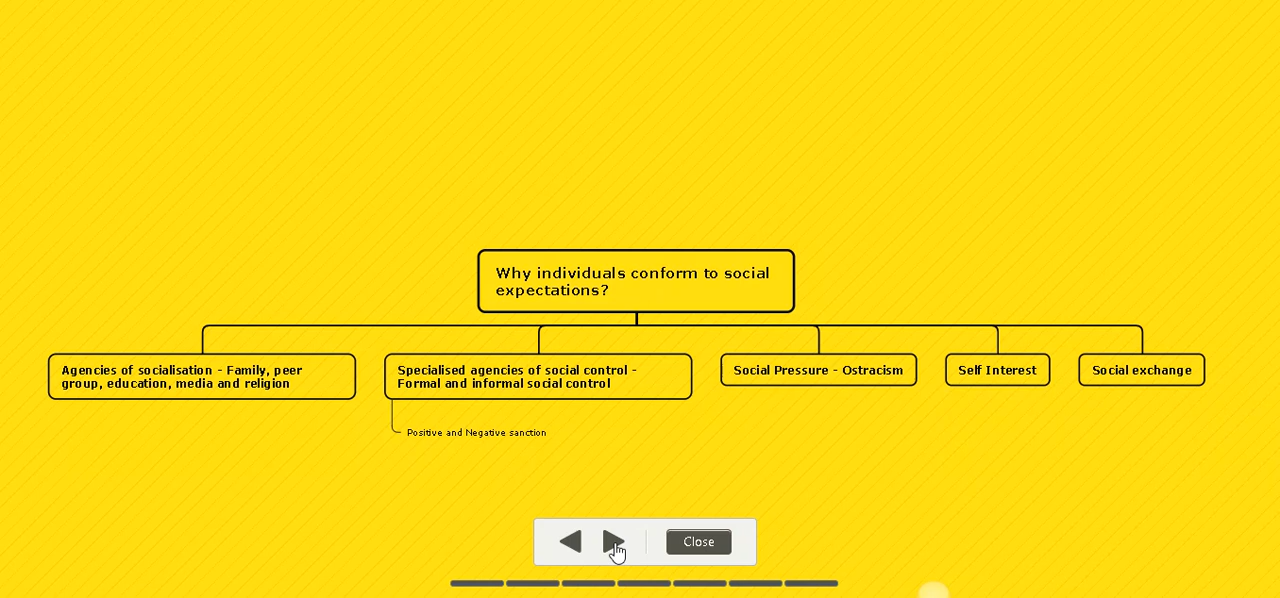 Why individuals conform to social
expectations?
Agencies of socialisation - Family, peer
group, education, media and religion
Specialised agencies of social control -
Formal and informal social control
Social Pressure - Ostracism
Self Interest
Social exchange
Positive and Negative sanction
Close